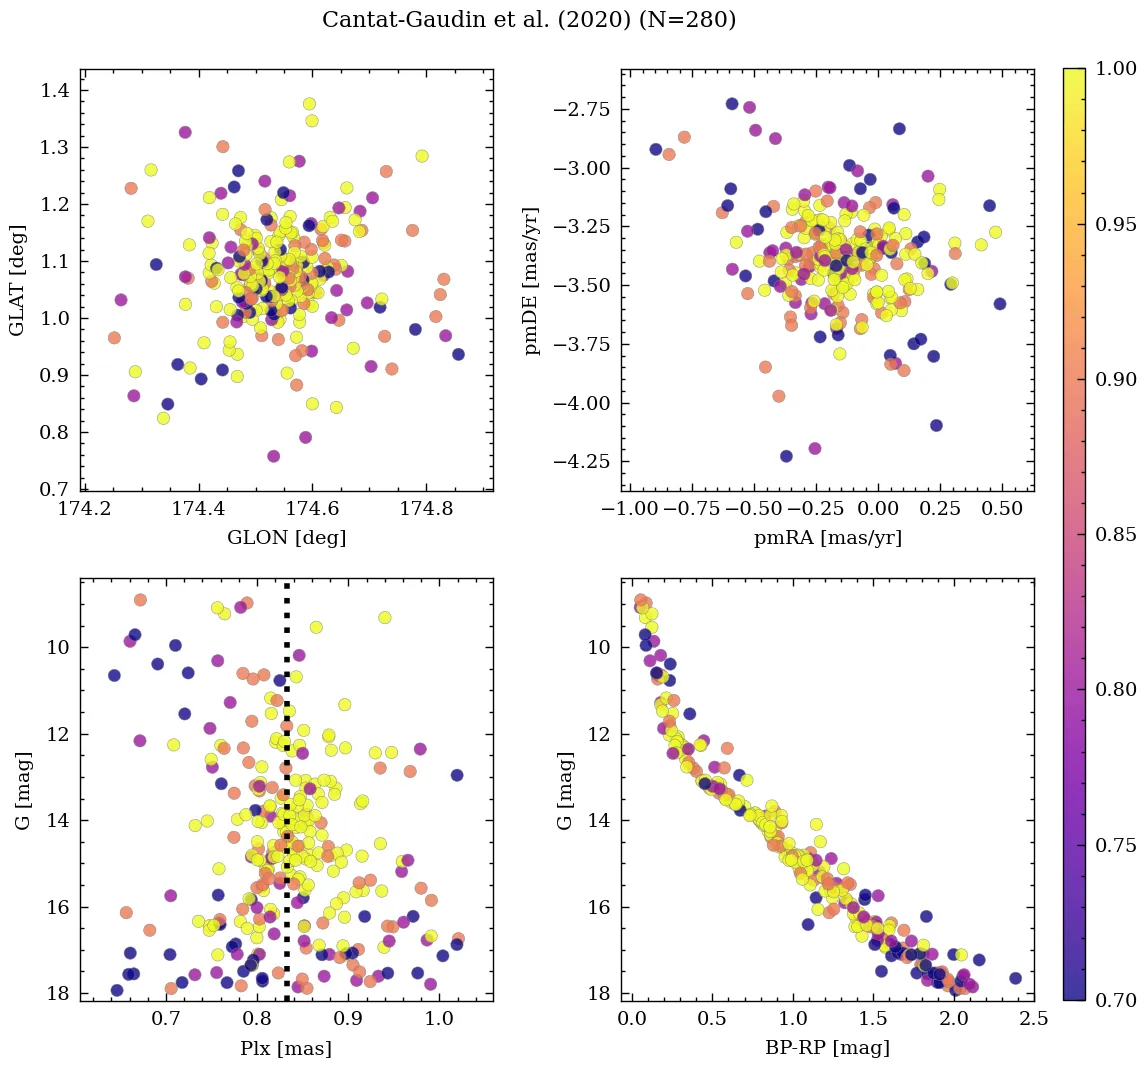 Cantat-Gaudin et al. (2020) (N=280)
1.4
1.3
1.2
1.1
1.0
0.9
0.8
0.7
GLAT [deg]
174.2 174.4 174.6 174.8
GLON [deg]
−2.75
−3.00
−3.25
−3.50
−3.75
−4.00
−4.25
pmDE [mas/yr]
−1.00 −0.75 −0.50 −0.25 0.00 0.25 0.50
pmRA [mas/yr]
1.00
0.95
0.90
0.85
0.80
0.75
0.70
10
12
14
16
18
G [mag]
0.7 0.8 0.9 1.0
Plx [mas]
10
12
14
16
18
G [mag]
0.0 0.5 1.0 1.5 2.0 2.5
BP-RP [mag]